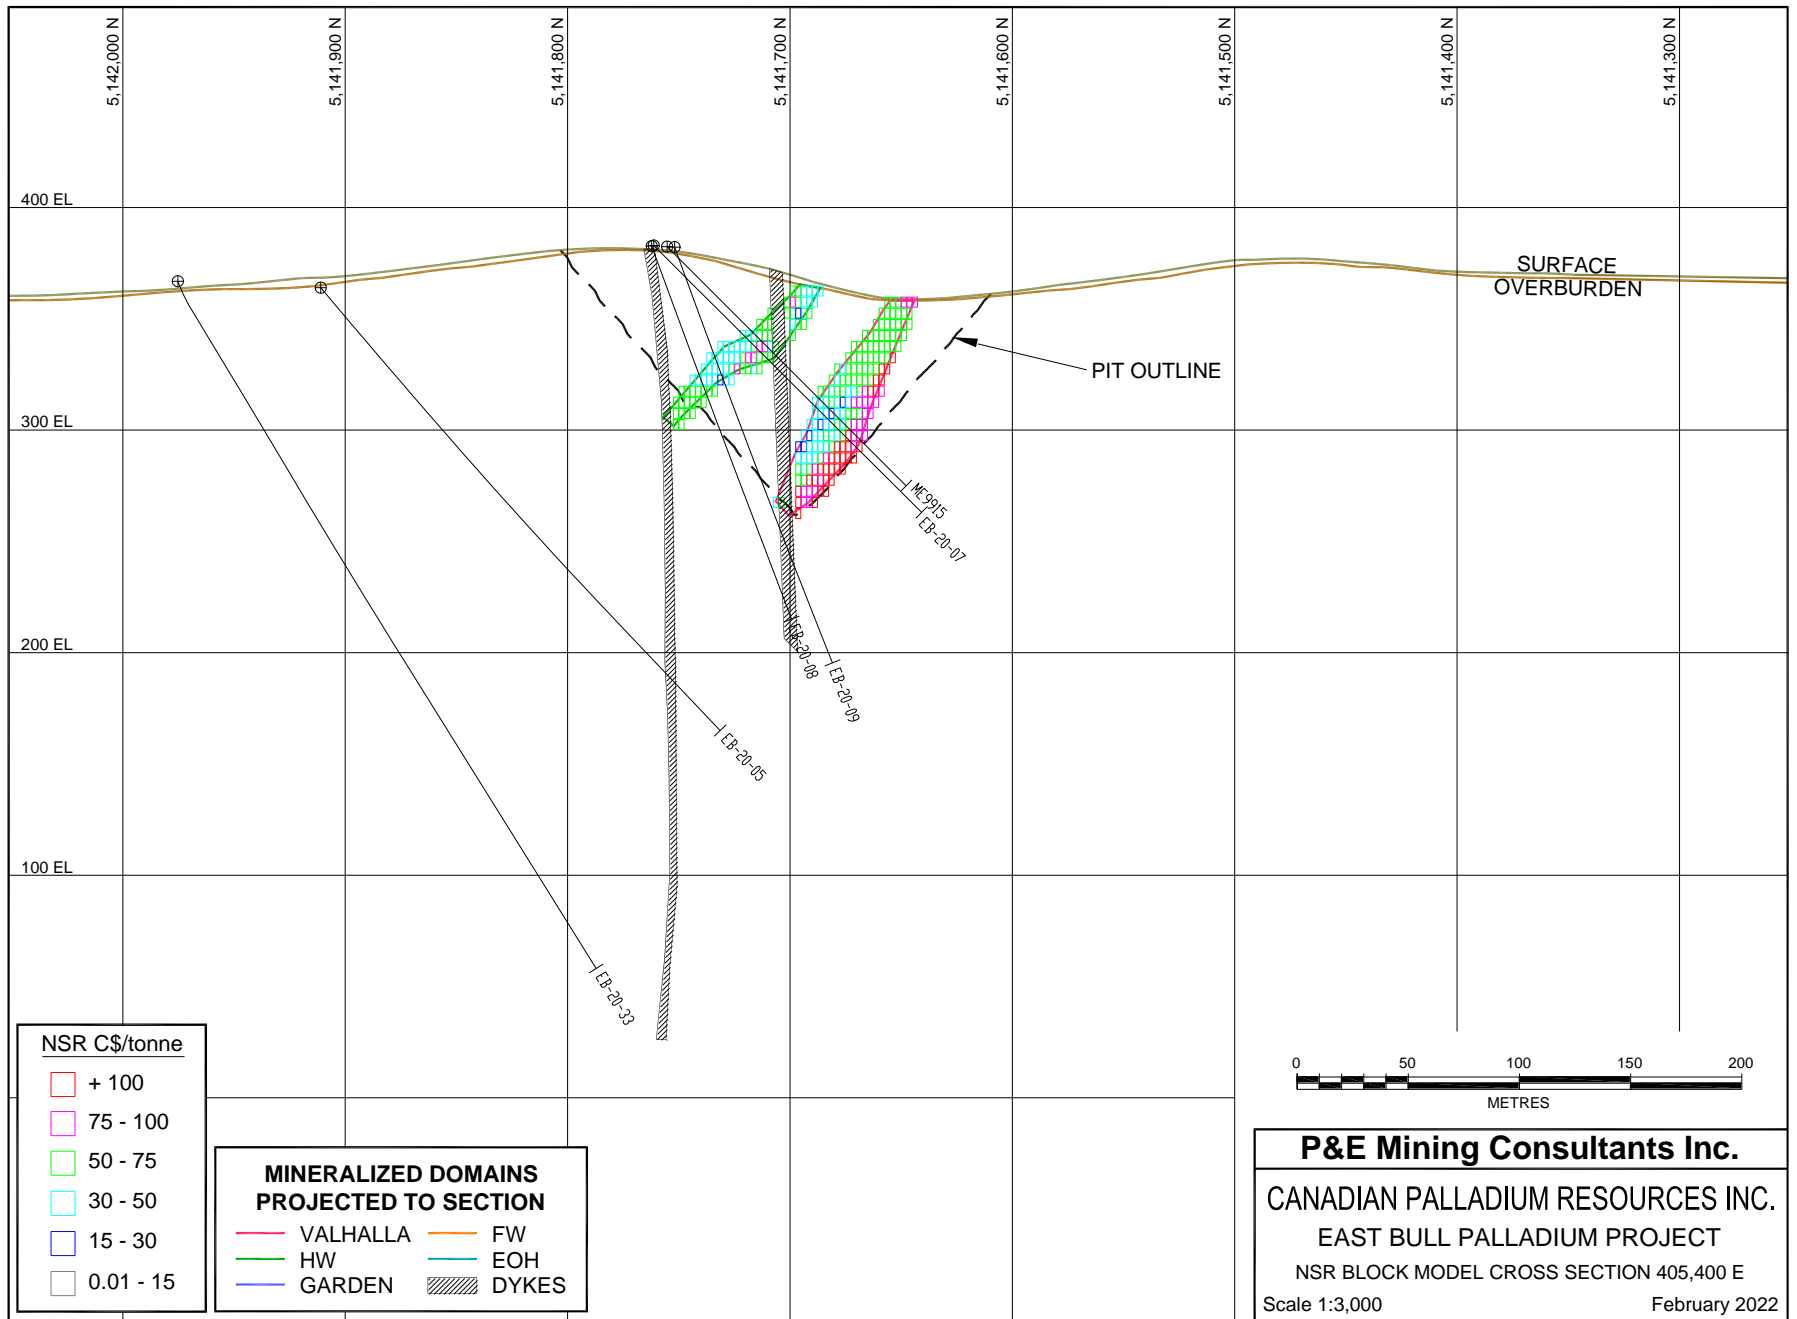 5,142,000 N
5,141,900 N
5,141,800 N
5,141,700 N
5,141,600 N
5,141,500 N
5,141,400 N
5,141,300 N
400 EL
300 EL
200 EL
100 EL
SURFACE
OVERBURDEN
PIT OUTLINE
ME9915
EB-20-07
EB-20-08
EB-20-09
EB-20-05
EB-20-33
NSR C$/tonne
+ 100
75 - 100
50 - 75
30 - 50
15 - 30
0.01 - 15
MINERALIZED DOMAINS
PROJECTED TO SECTION
VALHALLA FW
HW EOH
GARDEN DYKES
0 50 100 150 200
METRES
P&E Mining Consultants Inc.
CANADIAN PALLADIUM RESOURCES INC.
EAST BULL PALLADIUM PROJECT
NSR BLOCK MODEL CROSS SECTION 405,400 E
Scale 1:3,000 February 2022